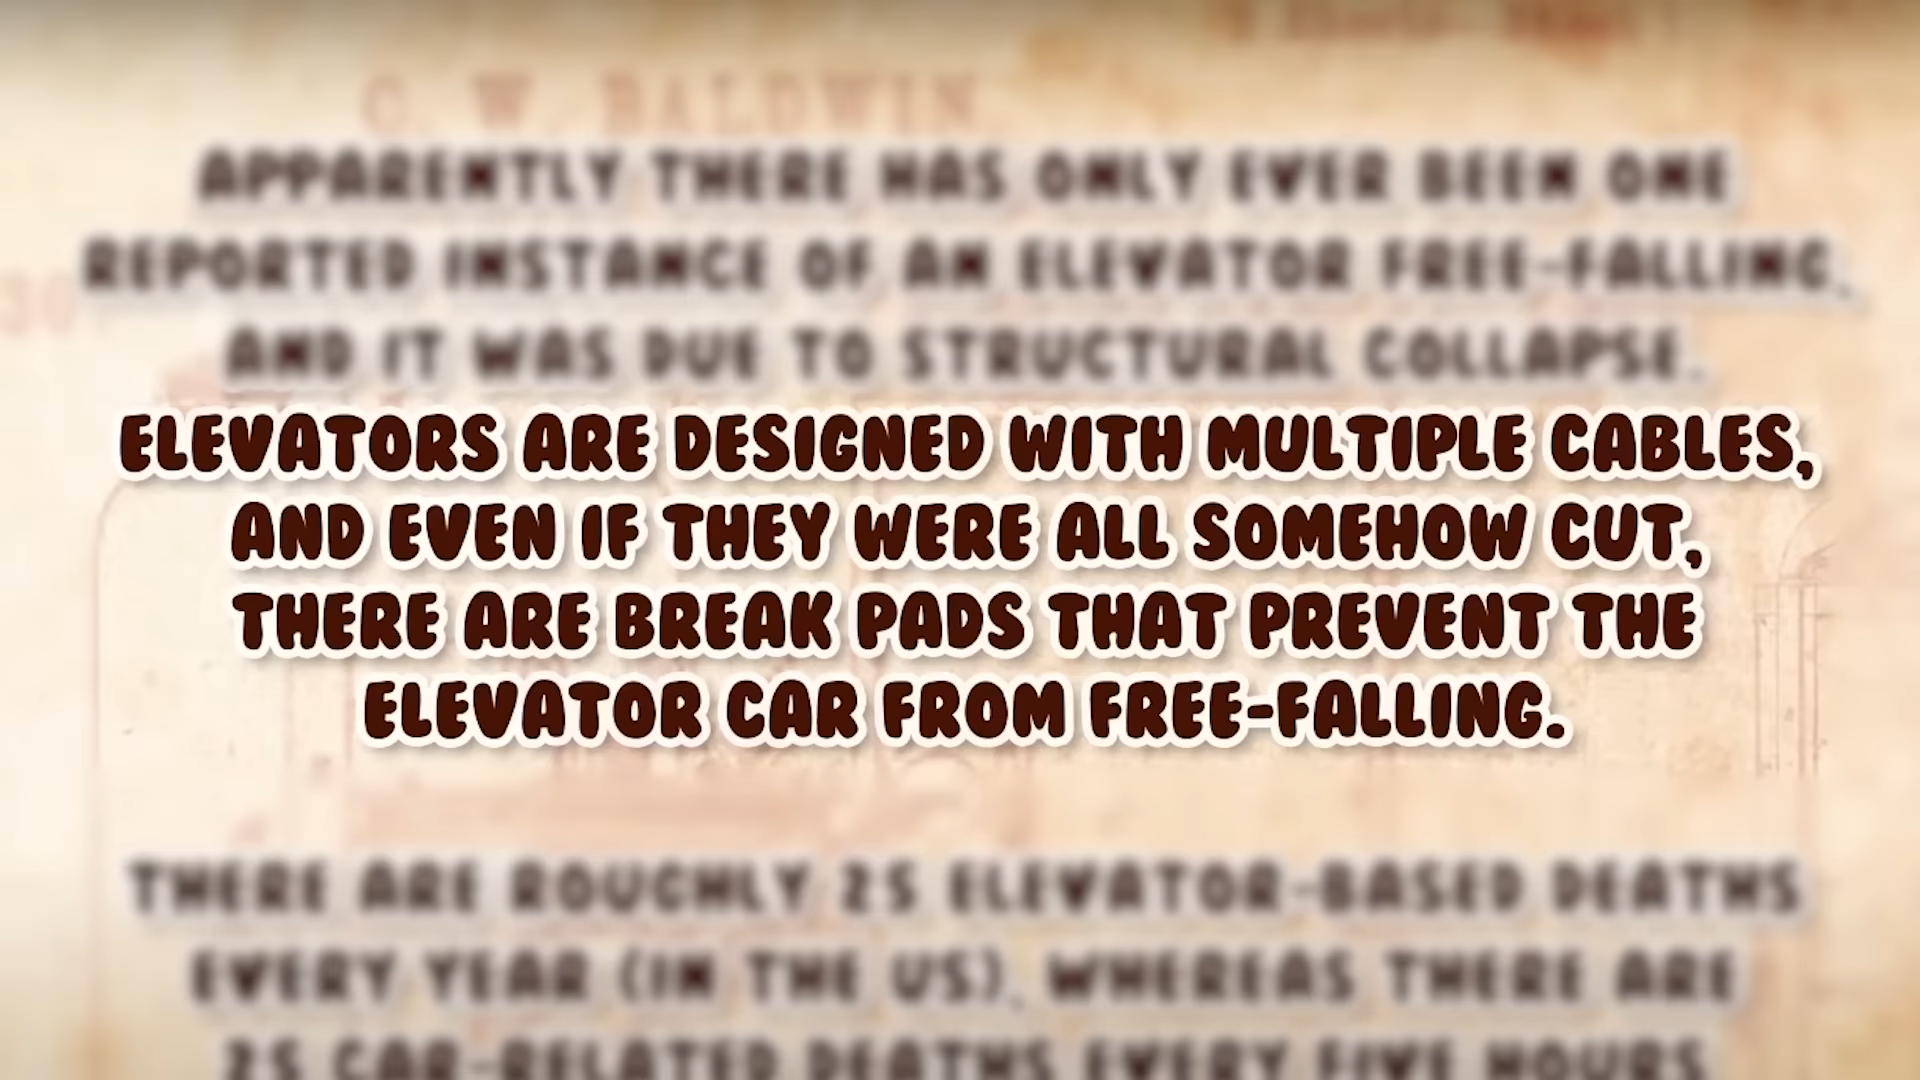 C. W. BALDWIN.
APPARENTLY THERE HAS ONLY EVER BEEN ONE
REPORTED INSTANCE OF AN ELEVATOR FREE-FALLING,
AND IT WAS DUE TO STRUCTURAL COLLAPSE.
ELEVATORS ARE DESIGNED WITH MULTIPLE CABLES,
AND EVEN IF THEY WERE ALL SOMEHOW CUT,
THERE ARE BREAK PADS THAT PREVENT THE
ELEVATOR CAR FROM FREE-FALLING.
THERE ARE ROUGHLY 25 ELEVATOR-BASED DEATHS
EVERY YEAR (IN THE US), WHEREAS THERE ARE
25 CAR-RELATED DEATHS EVERY FIVE HOURS